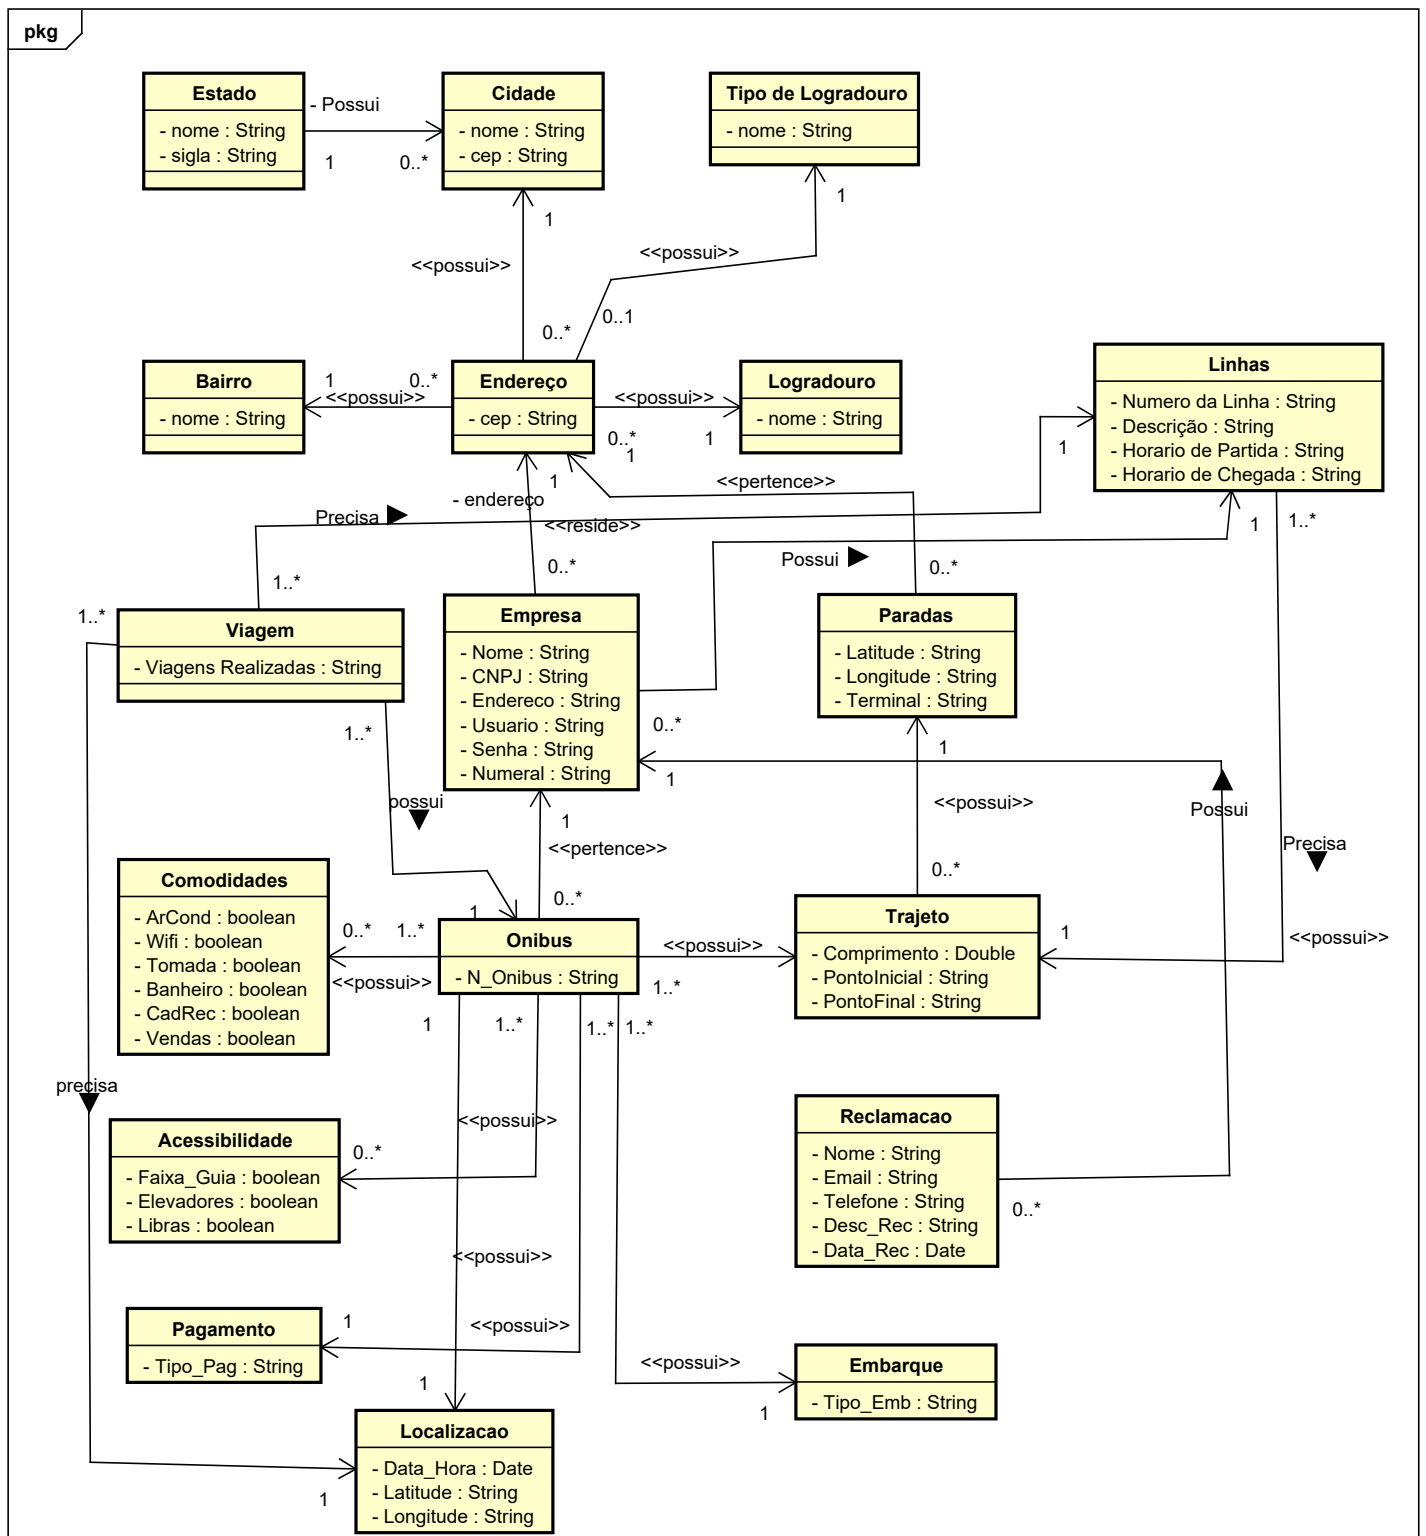 pkg
Estado
- nome : String
- sigla : String
- Possui
1
0..*
Cidade
- nome : String
- cep : String
Tipo de Logradouro
- nome : String
1
1
<<possui>>
<<possui>>
0..*
0..1
Bairro
- nome : String
1
0..*
<<possui>>
Endereço
- cep : String
<<possui>>
0..*
1
Logradouro
- nome : String
Linhas
- Numero da Linha : String
- Descrição : String
- Horario de Partida : String
- Horario de Chegada : String
1
1
1
- endereço
<<pertence>>
Precisa
<<reside>>
1
1..*
Possui
0..*
0..*
1..*
1..*
Viagem
- Viagens Realizadas : String
Empresa
- Nome : String
- CNPJ : String
- Endereco : String
- Usuario : String
- Senha : String
- Numeral : String
Paradas
- Latitude : String
- Longitude : String
- Terminal : String
1..*
0..*
1
1
possui
<<possui>>
Possui
1
<<pertence>>
Precisa
0..*
0..*
1
Comodidades
- ArCond : boolean
- Wifi : boolean
- Tomada : boolean
- Banheiro : boolean
- CadRec : boolean
- Vendas : boolean
0..*
1..*
<<possui>>
Onibus
- N_Onibus : String
<<possui>>
1..*
Trajeto
- Comprimento : Double
- PontoInicial : String
- PontoFinal : String
1
<<possui>>
1
1..*
1..*
1..*
precisa
<<possui>>
Acessibilidade
- Faixa_Guia : boolean
- Elevadores : boolean
- Libras : boolean
0..*
Reclamacao
- Nome : String
- Email : String
- Telefone : String
- Desc_Rec : String
- Data_Rec : Date
0..*
<<possui>>
Pagamento
- Tipo_Pag : String
1
<<possui>>
<<possui>>
1
Embarque
- Tipo_Emb : String
1
Localizacao
- Data_Hora : Date
- Latitude : String
- Longitude : String
1